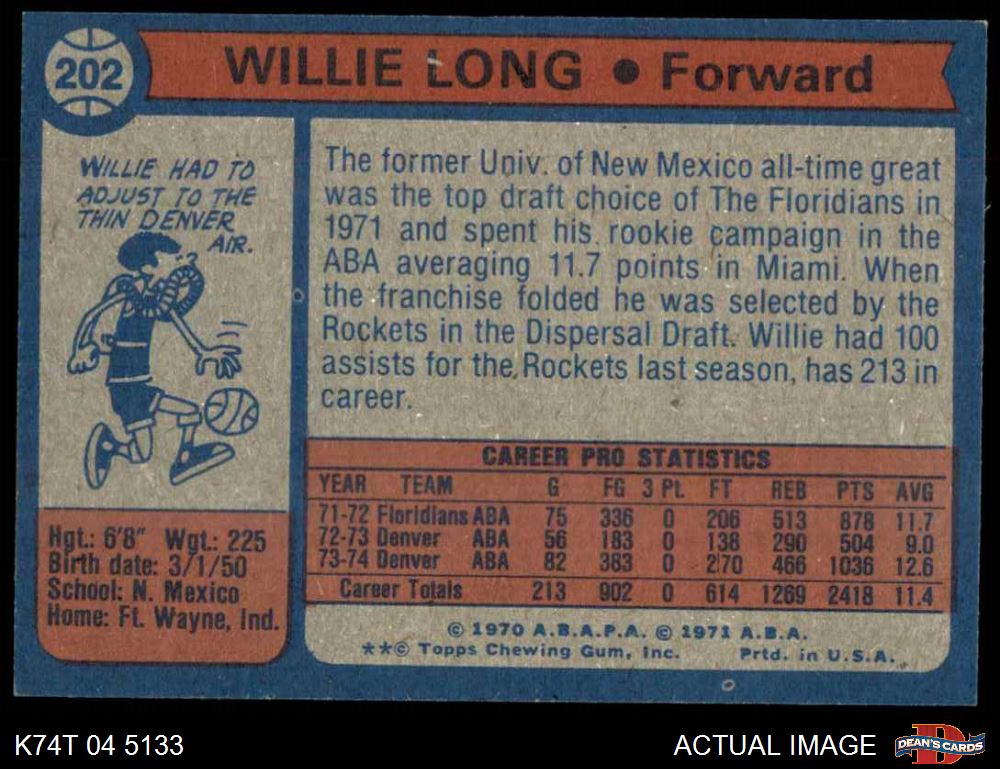 202
WILLIE LONG ● Forward
WILLIE HAD TO
ADJUST TO THE
THIN DENVER
AIR.
The former Univ. of New Mexico all-time great
was the top draft choice of The Floridians in
1971 and spent his rookie campaign in the
ABA averaging 11.7 points in Miami. When
the franchise folded he was selected by the
Rockets in the Dispersal Draft. Willie had 100
assists for the Rockets last season, has 213 in
career.
Hgt.: 6'8" Wgt.: 225
Birth date: 3/1/50
School: N. Mexico
Home: Ft. Wayne, Ind.
CAREER PRO STATISTICS
YEAR TEAM G FG 3 Pt. FT REB PTS AVG
71-72 Floridians ABA 75 336 0 206 513 878 11.7
72-73 Denver ABA 56 183 0 138 290 504 9.0
73-74 Denver ABA 82 383 0 270 466 1036 12.6
Career Totals 213 902 0 614 1269 2418 11.4
© 1970 A.B.A.P.A. © 1971 A.B.A.
**© Topps Chewing Gum, Inc. Prtd. in U.S.A.
K74T 04 5133
ACTUAL IMAGE
DEAN'S CARDS